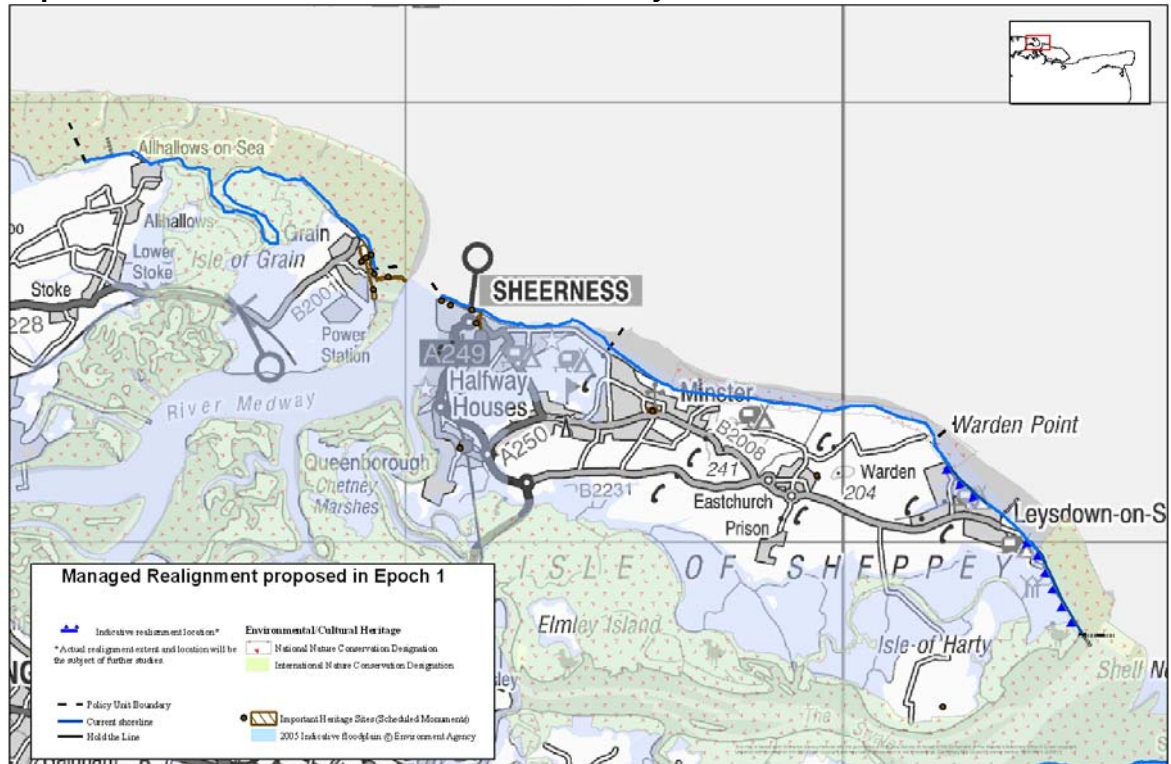 Allhallows-on-Sea
Allhallows
Grain
Lower
Stoke
Isle of Grain
Stoke
228
B2001
Power
Station
River Medway
SHEERNESS
A249
Halfway
Houses
Minster
A250
B2008
Warden Point
Queenborough
Chetney
Marshes
241
Warden
204
B2231
Eastchurch
Prison
Leysdown-on-S
ISLE OF SHEPPEY
Elmley Island
Isle of Harty
Shell N
The
Managed Realignment proposed in Epoch 1
Indicative realignment location*
*Actual realignment extent and location will be
the subject of further studies.
Environmental/Cultural Heritage
National Nature Conservation Designation
International Nature Conservation Designation
Policy Unit Boundary
Current shoreline
Hold the Line
Important Heritage Sites (Scheduled Monuments)
2005 Indicative floodplain © Environment Agency